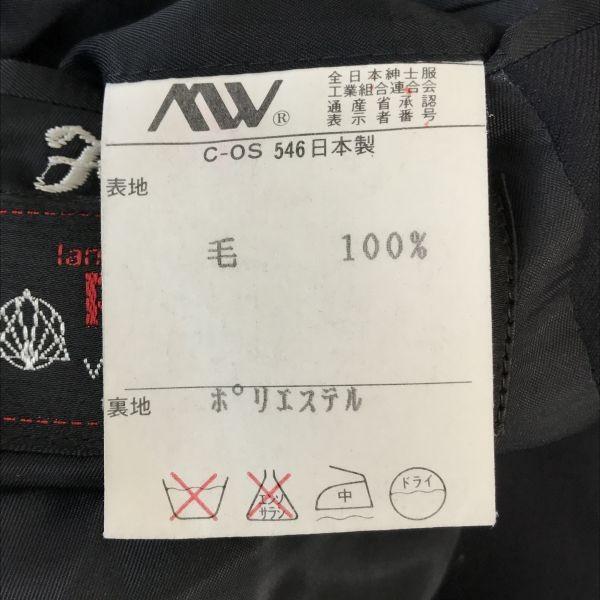 MW®
全日本紳士服
工業組合連合会
通産省承認
表示者番号
C-OS 546日本製
表地
毛 100%
裏地 ポリエステル
エンソ
サラシ
中
ドライ